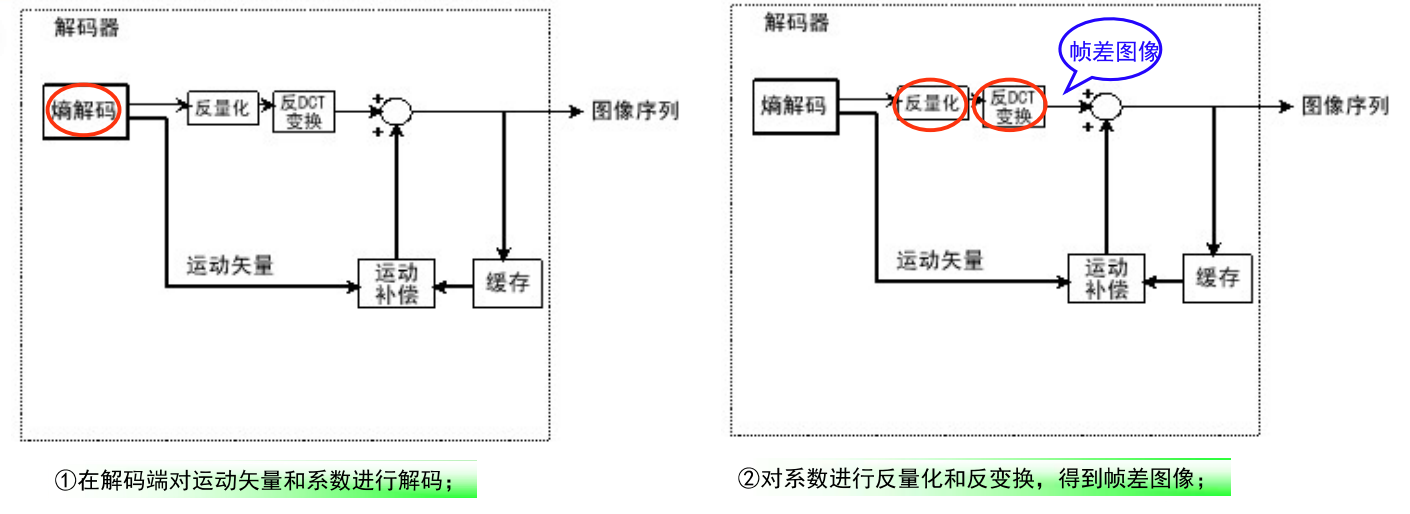 解码器
熵解码
反量化
反DCT
变换
+
+
图像序列
运动矢量
运动
补偿
缓存
①在解码端对运动矢量和系数进行解码；
解码器
帧差图像
熵解码
反量化
反DCT
变换
+
+
图像序列
运动矢量
运动
补偿
缓存
②对系数进行反量化和反变换，得到帧差图像；